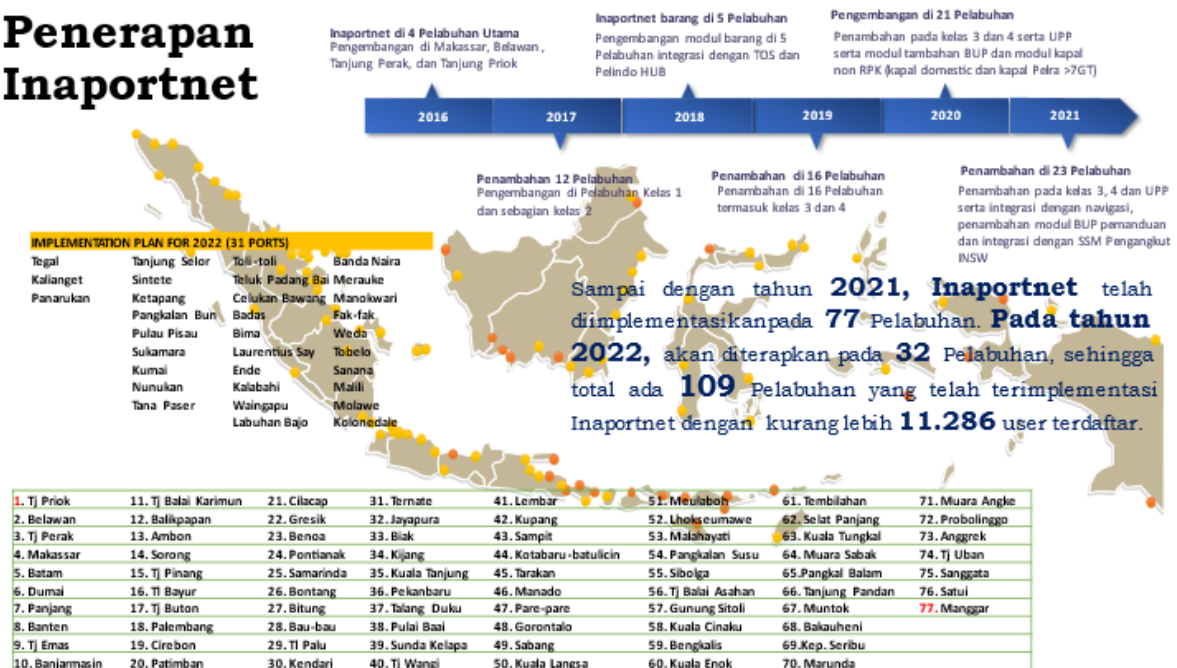 Penerapan
Inaportnet
Inaportnet di 4 Pelabuhan Utama
Pengembangan di Makassar, Belawan,
Tanjung Perak, dan Tanjung Priok
Inaportnet barang di 5 Pelabuhan
Pengembangan modul barang di 5
Pelabuhan integrasi dengan TOS dan
Pelindo HUB
Pengembangan di 21 Pelabuhan
Penambahan pada kelas 3 dan 4 serta UPP
serta modul tambahan BUP dan modul kapal
non RPK (kapal domestic dan kapal Pelra >7GT)
2016 2017 2018 2019 2020 2021
Penambahan 12 Pelabuhan
Pengembangan di Pelabuhan Kelas 1
dan sebagian kelas 2
Penambahan di 16 Pelabuhan
Penambahan di 16 Pelabuhan
termasuk kelas 3 dan 4
Penambahan di 23 Pelabuhan
Penambahan pada kelas 3, 4 dan UPP
serta integrasi dengan navigasi,
penambahan modul BUP pemanduan
dan integrasi dengan SSM Pengangkut
INSW
IMPLEMENTATION PLAN FOR 2022 (31 PORTS)
Tegal Tanjung Selor Toli-toli Banda Naira
Kalianget Sintete Teluk Padang Bai Merauke
Panarukan Ketapang Celukan Bawang Manokwari
Pangkalan Bun Badas Fak-fak
Pulau Pisau Bima Weda
Sukamara Laurentius Say Tobelo
Kumai Ende Sanana
Nunukan Kalabahi Malili
Tana Paser Waingapu Molawe
Labuhan Bajo Kolonedale
Sampai dengan tahun 2021, Inaportnet telah
diimplementasikanpada 77 Pelabuhan. Pada tahun
2022, akan diterapkan pada 32 Pelabuhan, sehingga
total ada 109 Pelabuhan yang telah terimplementasi
Inaportnet dengan kurang lebih 11.286 user terdaftar.
1. Tj Priok 11. Tj Balai Karimun 21. Cilacap 31. Ternate 41. Lembar 51. Meulaboh 61. Tembilahan 71. Muara Angke
2. Belawan 12. Balikpapan 22. Gresik 32. Jayapura 42. Kupang 52. Lhokseumawe 62. Selat Panjang 72. Probolinggo
3. Tj Perak 13. Ambon 23. Benoa 33. Biak 43. Sampit 53. Malahayati 63. Kuala Tungkal 73. Anggrek
4. Makassar 14. Sorong 24. Pontianak 34. Kijang 44. Kotabaru-batulicin 54. Pangkalan Susu 64. Muara Sabak 74. Tj Uban
5. Batam 15. Tj Pinang 25. Samarinda 35. Kuala Tanjung 45. Tarakan 55. Sibolga 65.Pangkal Balam 75. Sanggata
6. Dumai 16. Tl Bayur 26. Bontang 36. Pekanbaru 46. Manado 56. Tj Balai Asahan 66. Tanjung Pandan 76. Satui
7. Panjang 17. Tj Buton 27. Bitung 37. Talang Duku 47. Pare-pare 57. Gunung Sitoli 67. Muntok 77. Manggar
8. Banten 18. Palembang 28. Bau-bau 38. Pulai Baai 48. Gorontalo 58. Kuala Cinaku 68. Bakauheni
9. Tj Emas 19. Cirebon 29. Tl Palu 39. Sunda Kelapa 49. Sabang 59. Bengkalis 69.Kep. Seribu
10. Banjarmasin 20. Patimban 30. Kendari 40. Tj Wangi 50. Kuala Langsa 60. Kuala Enok 70. Marunda